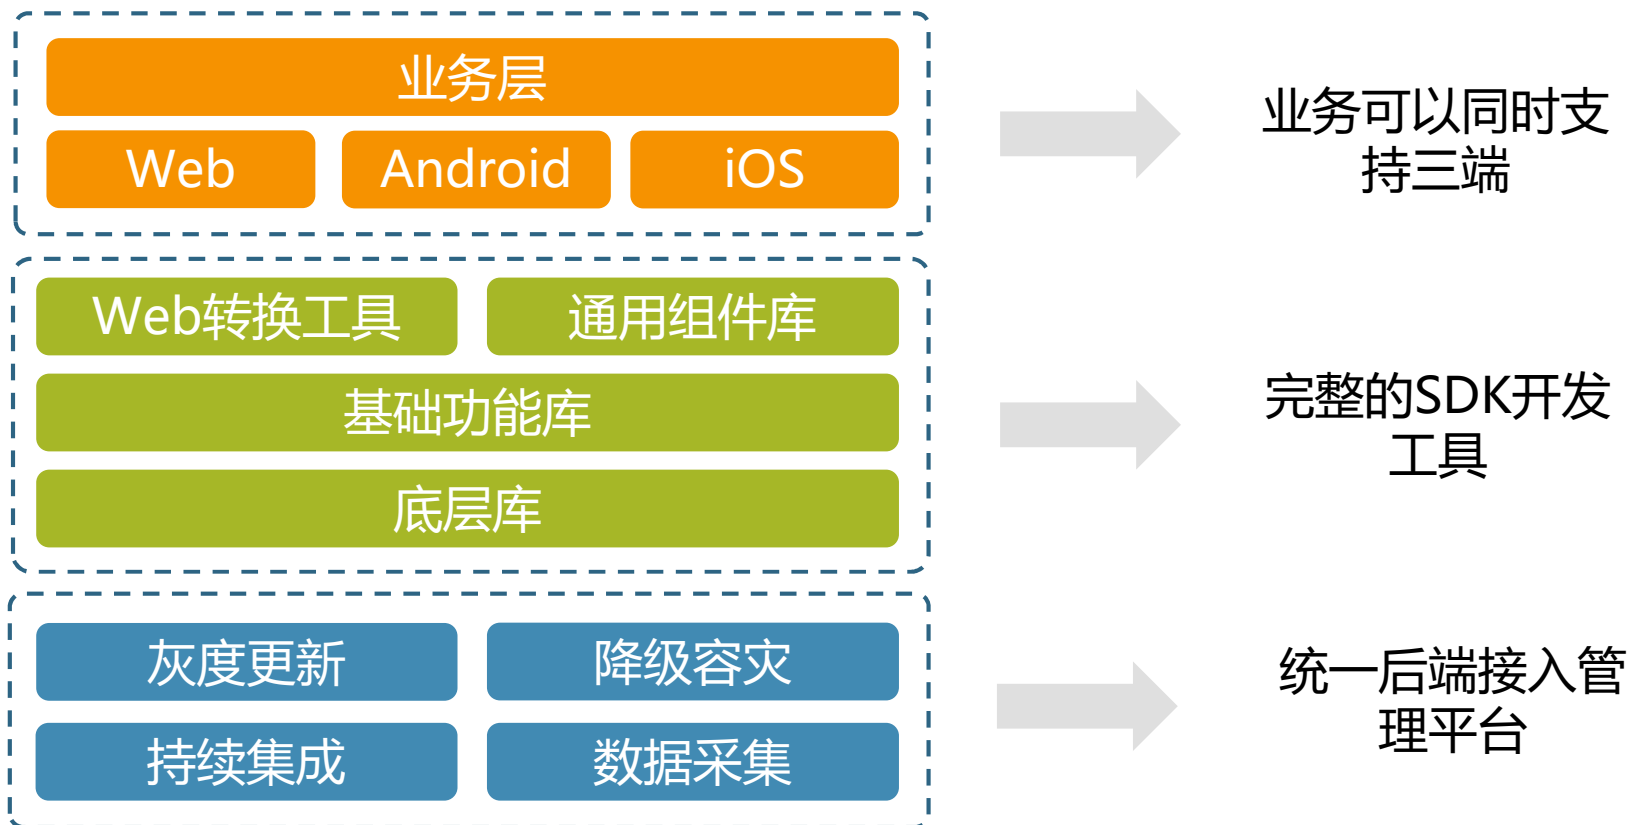 业务层
Web
Android
iOS
业务可以同时支
持三端
Web转换工具
通用组件库
基础功能库
底层库
完整的SDK开发
工具
灰度更新
降级容灾
持续集成
数据采集
统一后端接入管
理平台